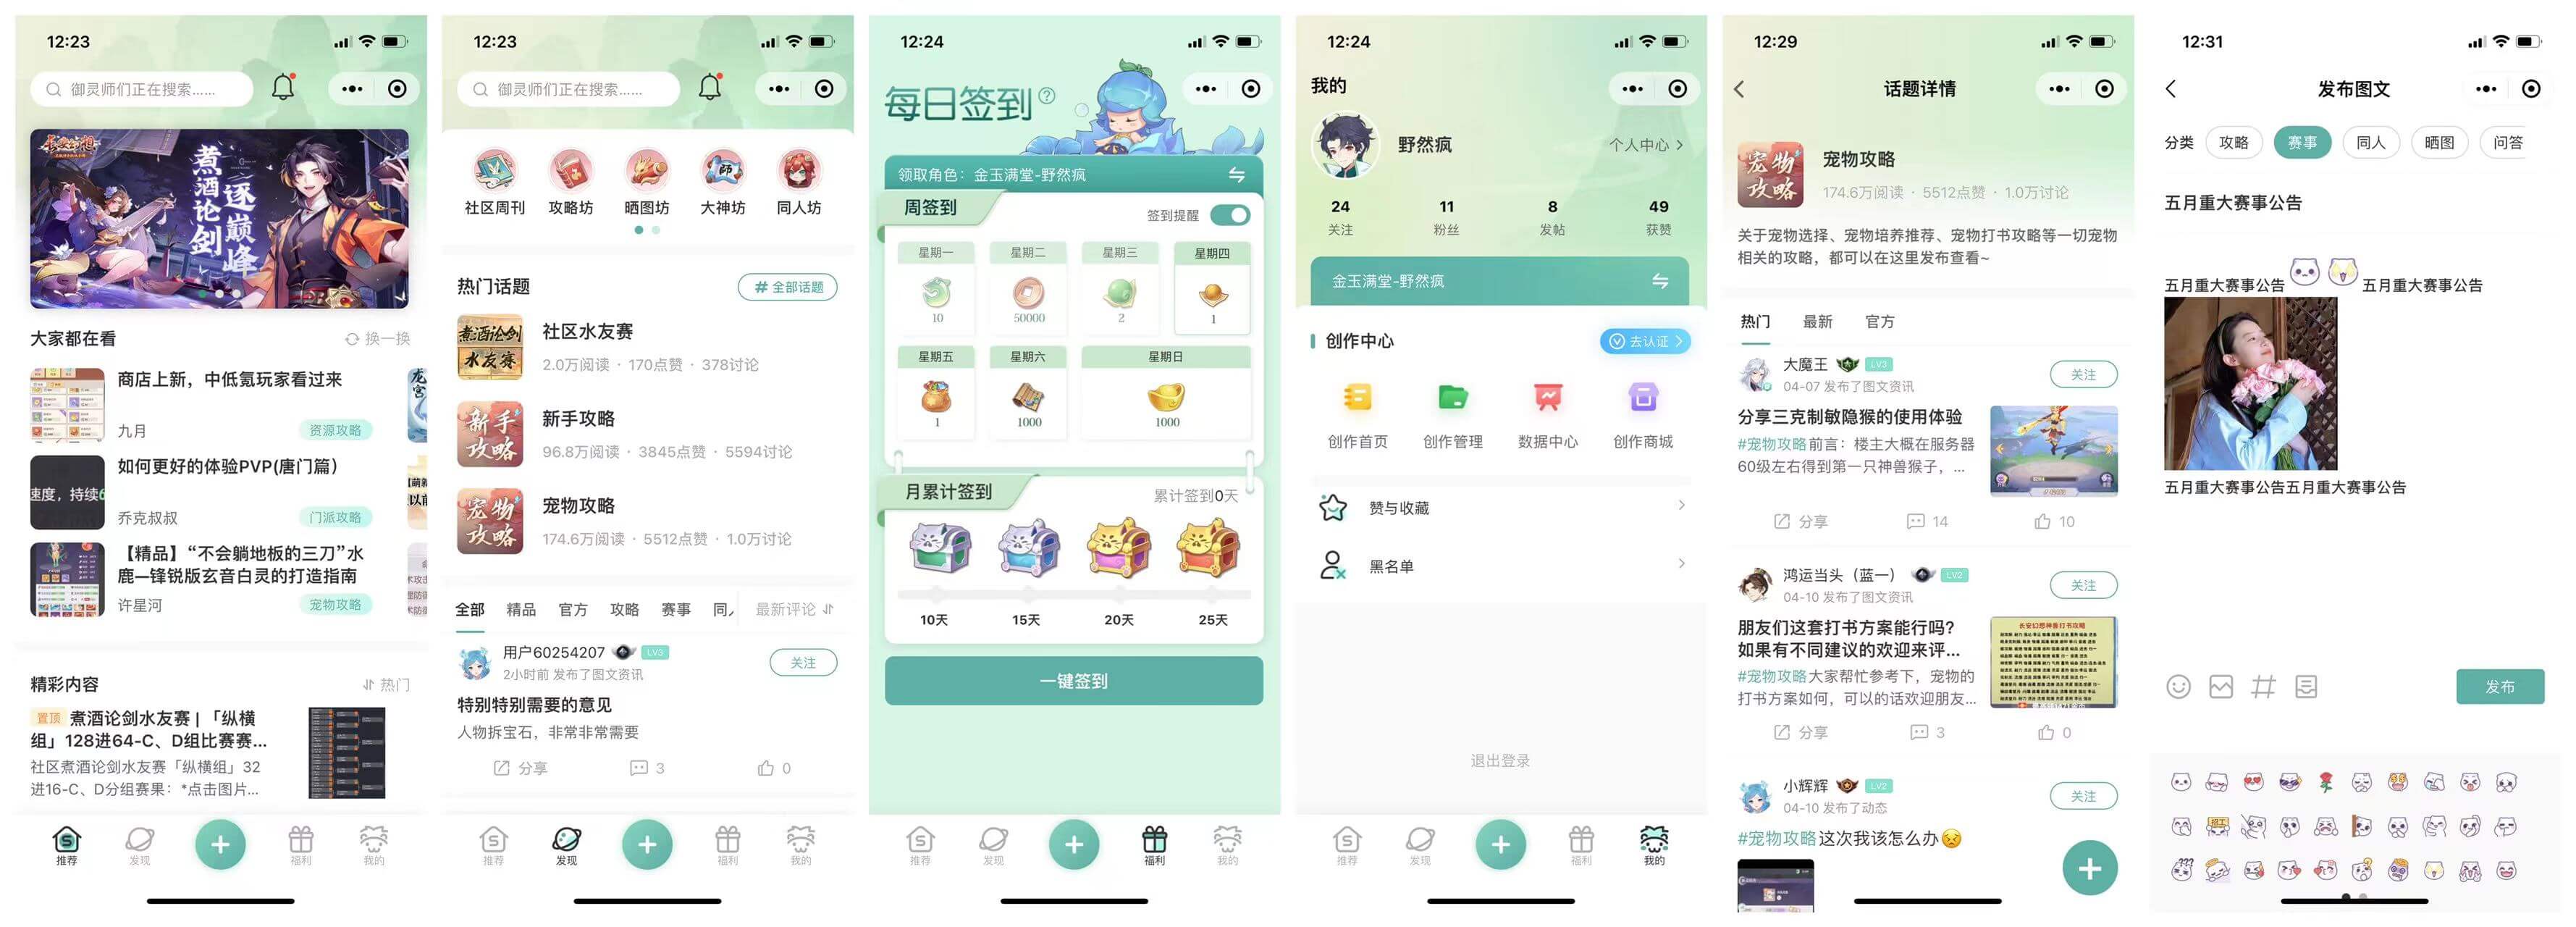 12:23
御灵师们正在搜索......
长安幻想
煮酒论剑
逐巅峰
大家都在看
换一换
商店上新，中低氪玩家看过来
九月
资源攻略
如何更好的体验PVP(唐门篇）
速度，持续6
乔克叔叔
门派攻略
【精品】“不会躺地板的三刀”水
鹿—锋锐版玄音白灵的打造指南
许星河
宠物攻略
精彩内容
热门
置顶 煮酒论剑水友赛 | 「纵横
组」128进64-C、D组比赛赛...
社区煮酒论剑水友赛「纵横组」32
进16-C、D分组赛果：*点击图片...
推荐
发现
福利
我的
12:23
御灵师们正在搜索......
社区周刊
攻略坊
晒图坊
大神坊
同人坊
热门话题
# 全部话题
煮酒论剑
水友赛
社区水友赛
2.0万阅读 · 170点赞 · 378讨论
新手
攻略
新手攻略
96.8万阅读 · 3845点赞 · 5594讨论
宠物
攻略
宠物攻略
174.6万阅读 · 5512点赞 · 1.0万讨论
全部
精品
官方
攻略
赛事
同人
最新评论
用户60254207 LV3
2小时前 发布了图文资讯
关注
特别特别需要的意见
人物拆宝石，非常非常需要
分享
3
0
推荐
发现
福利
我的
12:24
每日签到
领取角色：金玉满堂-野然疯
周签到
签到提醒
星期一
星期二
星期三
星期四
10
50000
2
1
星期五
星期六
星期日
1
1000
1000
月累计签到
累计签到0天
10天
15天
20天
25天
一键签到
推荐
发现
福利
我的
12:24
我的
野然疯
个人中心
24
11
8
49
关注
粉丝
发帖
获赞
金玉满堂-野然疯
创作中心
去认证
创作首页
创作管理
数据中心
创作商城
赞与收藏
黑名单
退出登录
推荐
发现
福利
我的
12:29
话题详情
宠物
攻略
宠物攻略
174.6万阅读 · 5512点赞 · 1.0万讨论
关于宠物选择、宠物培养推荐、宠物打书攻略等一切宠物
相关的攻略，都可以在这里发布查看~
热门
最新
官方
大魔王 LV3
04-07 发布了图文资讯
关注
分享三克制敏隐猴的使用体验
#宠物攻略前言：楼主大概在服务器
60级左右得到第一只神兽猴子，...
分享
14
10
鸿运当头（蓝一） LV2
04-10 发布了图文资讯
关注
朋友们这套打书方案能行吗?
如果有不同建议的欢迎来评...
#宠物攻略大家帮忙参考下，宠物的
打书方案如何，可以的话欢迎朋友...
长安幻想神兽打书攻略
分享
3
0
小辉辉 LV2
04-10 发布了动态
关注
#宠物攻略这次我该怎么办
12:31
发布图文
分类
攻略
赛事
同人
晒图
问答
五月重大赛事公告
五月重大赛事公告 五月重大赛事公告
五月重大赛事公告五月重大赛事公告
发布